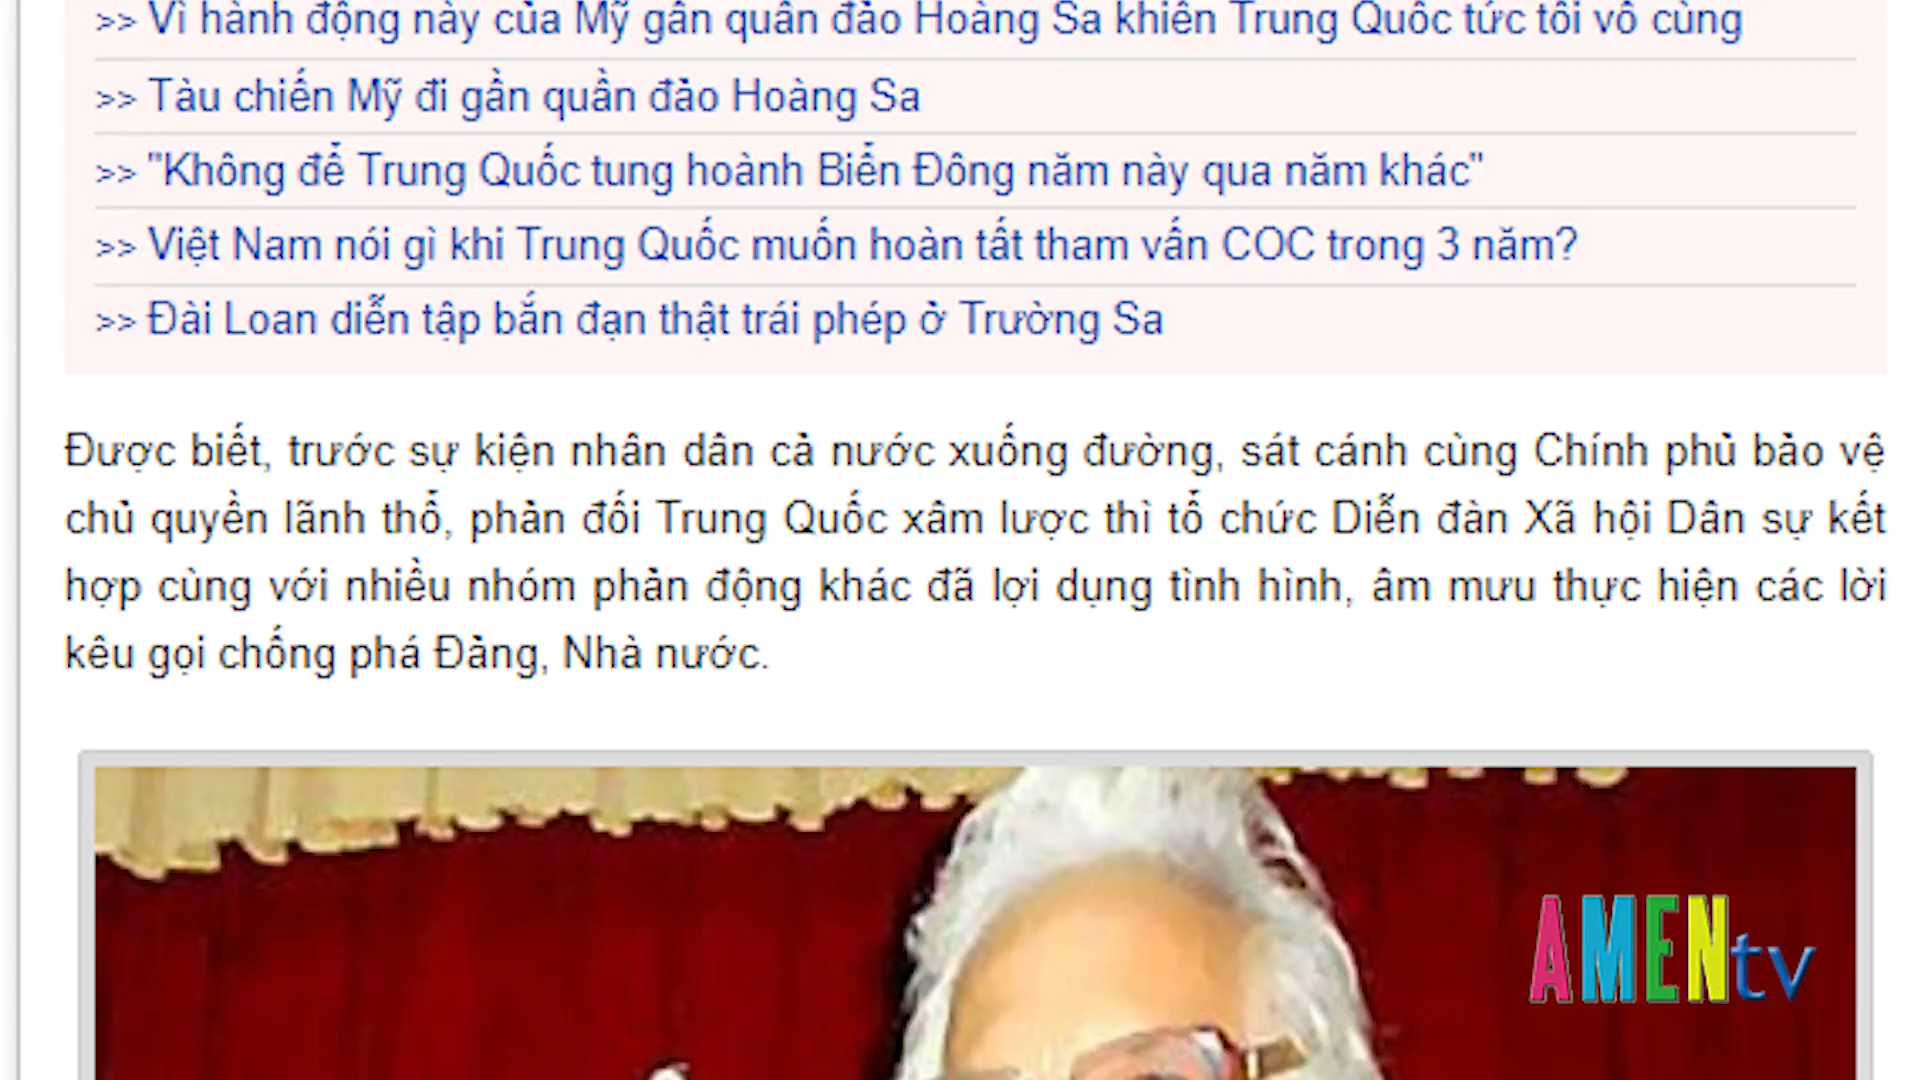 >> Vì hành động này của Mỹ gần quần đảo Hoàng Sa khiến Trung Quốc tức tối vô cùng
>> Tàu chiến Mỹ đi gần quần đảo Hoàng Sa
>> "Không để Trung Quốc tung hoành Biển Đông năm này qua năm khác"
>> Việt Nam nói gì khi Trung Quốc muốn hoàn tất tham vấn COC trong 3 năm?
>> Đài Loan diễn tập bắn đạn thật trái phép ở Trường Sa
Được biết, trước sự kiện nhân dân cả nước xuống đường, sát cánh cùng Chính phủ bảo vệ
chủ quyền lãnh thổ, phản đối Trung Quốc xâm lược thì tổ chức Diễn đàn Xã hội Dân sự kết
hợp cùng với nhiều nhóm phản động khác đã lợi dụng tình hình, âm mưu thực hiện các lời
kêu gọi chống phá Đảng, Nhà nước.
AMENtv